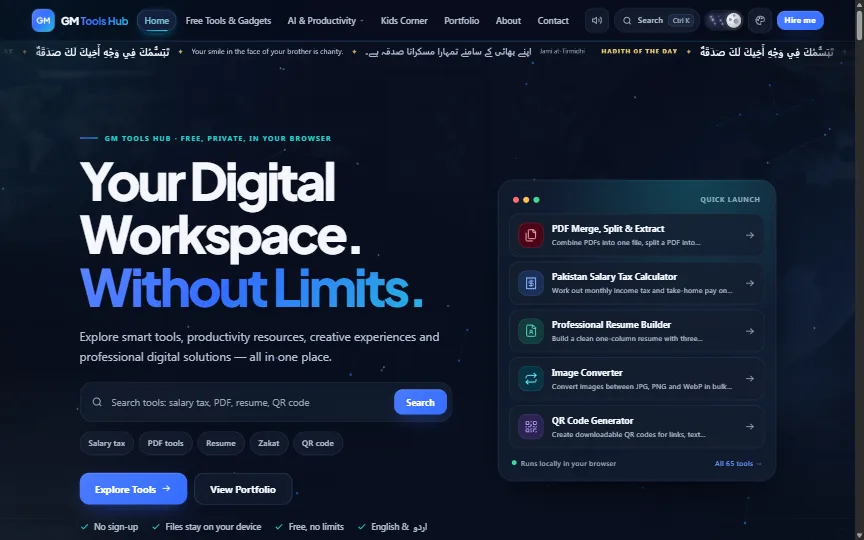 GM GM Tools Hub Home Free Tools & Gadgets AI & Productivity Kids Corner Portfolio About Contact Search Ctrl K Hire me
تَبَسُّمُكَ فِي وَجْهِ أَخِيكَ لَكَ صَدَقَةٌ ✦ Your smile in the face of your brother is charity. ✦ اپنے بھائی کے سامنے تمہارا مسکرانا صدقہ ہے۔ Jami at-Tirmidhi HADITH OF THE DAY ✦ تَبَسُّمُكَ فِي وَجْهِ أَخِيكَ لَكَ صَدَقَةٌ
GM TOOLS HUB · FREE, PRIVATE, IN YOUR BROWSER
Your Digital
Workspace.
Without Limits.
Explore smart tools, productivity resources, creative experiences and
professional digital solutions — all in one place.
Search tools: salary tax, PDF, resume, QR code Search
Salary tax PDF tools Resume Zakat QR code
Explore Tools → View Portfolio
✓ No sign-up ✓ Files stay on your device ✓ Free, no limits ✓ English & اردو
QUICK LAUNCH
PDF Merge, Split & Extract
Combine PDFs into one file, split a PDF into...
Pakistan Salary Tax Calculator
Work out monthly income tax and take-home pay on...
Professional Resume Builder
Build a clean one-column resume with three...
Image Converter
Convert images between JPG, PNG and WebP in bulk...
QR Code Generator
Create downloadable QR codes for links, text...
Runs locally in your browser All 65 tools →